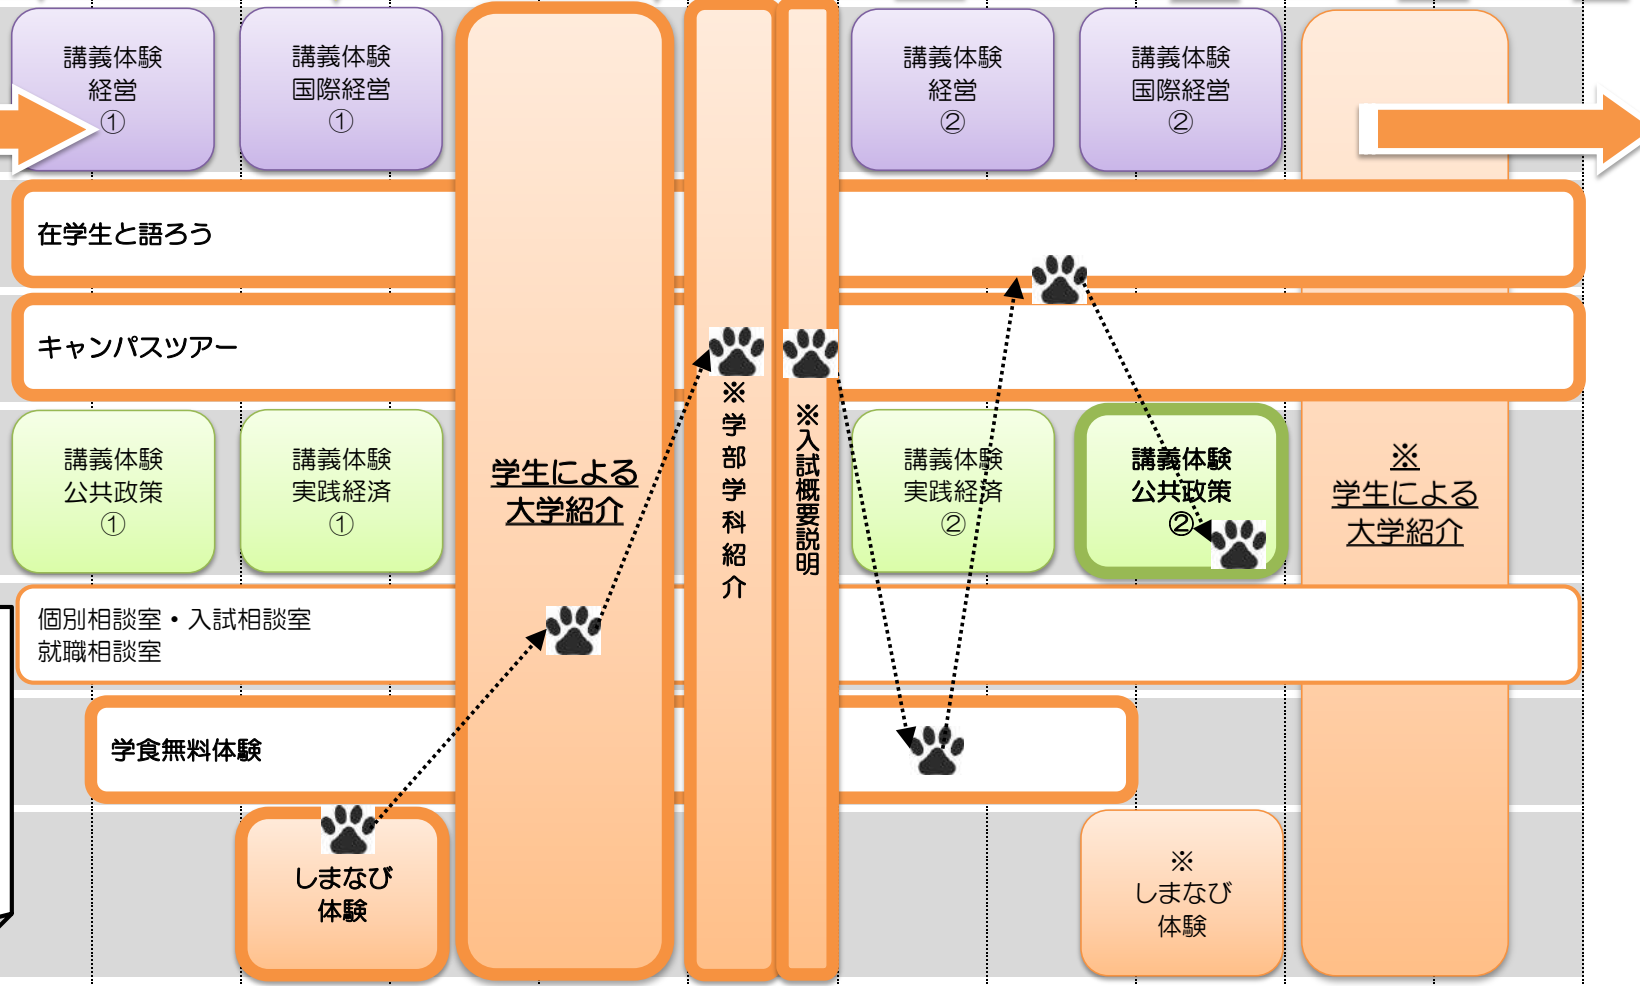 講義体験
経営
①
講義体験
国際経営
①
講義体験
経営
②
講義体験
国際経営
②
在学生と語ろう
キャンパスツアー
講義体験
公共政策
①
講義体験
実践経済
①
学生による
大学紹介
※学部学科紹介
※入試概要説明
講義体験
実践経済
②
講義体験
公共政策
②
※
学生による
大学紹介
個別相談室・入試相談室
就職相談室
学食無料体験
しまなび
体験
※
しまなび
体験